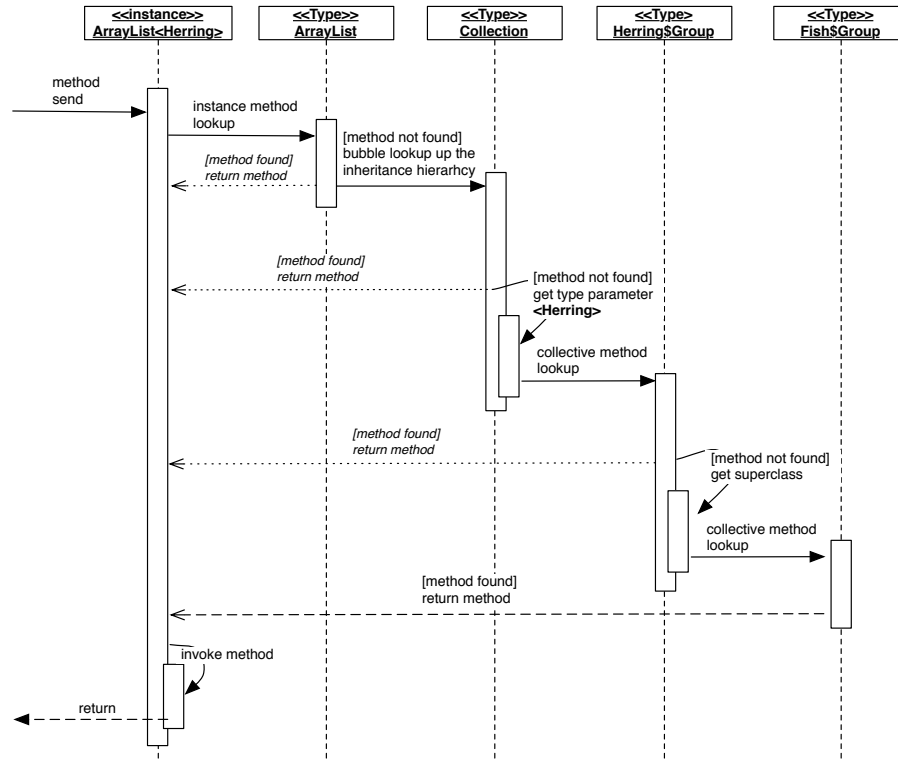 <<instance>>
ArrayList<Herring>
<<Type>>
ArrayList
<<Type>>
Collection
<<Type>
Herring$Group
<<Type>>
Fish$Group
method
send
instance method
lookup
[method not found]
bubble lookup up the
inheritance hierarhcy
[method found]
return method
[method found]
return method
[method not found]
get type parameter
<Herring>
collective method
lookup
[method found]
return method
[method not found]
get superclass
collective method
lookup
[method found]
return method
invoke method
return